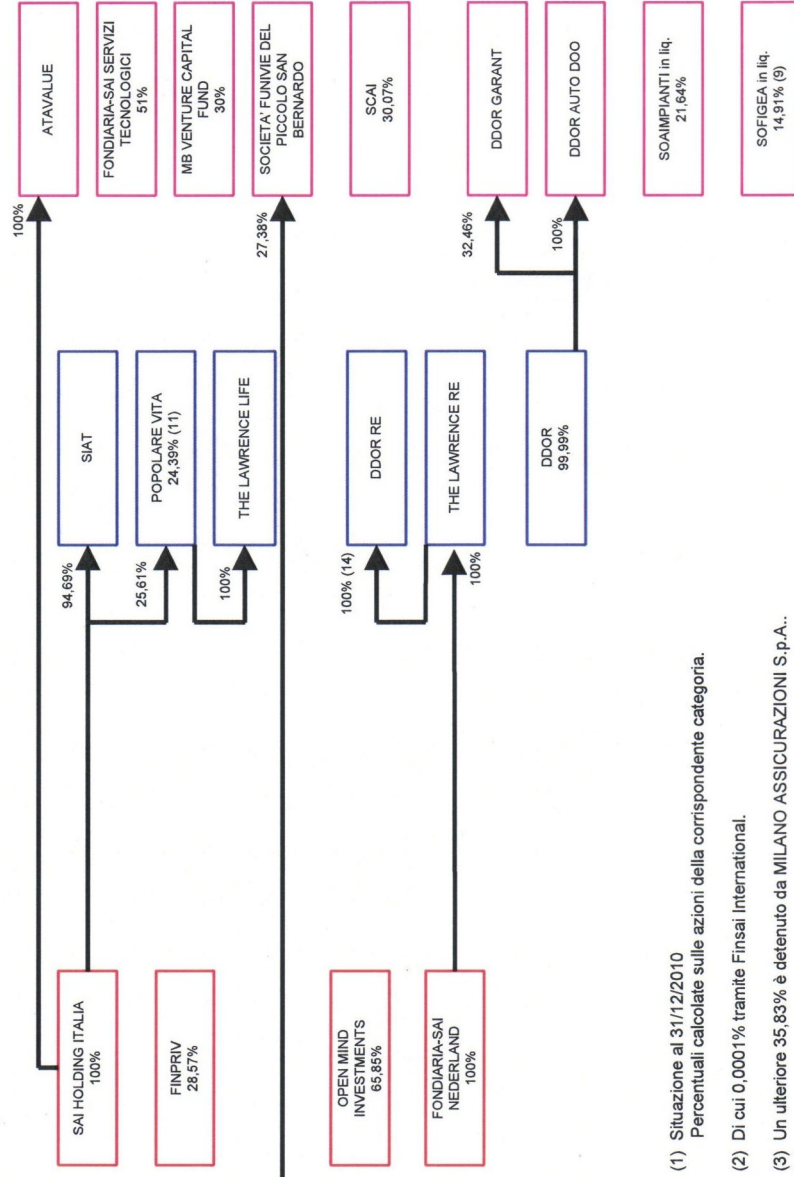 SAI HOLDING ITALIA
100%
FINPRIV
28,57%
OPEN MIND
INVESTMENTS
65,85%
FONDIARIA-SAI
NEDERLAND
100%
94,69%
SIAT
25,61%
POPOLARE VITA
24,39% (11)
100%
THE LAWRENCE LIFE
100% (14)
DDOR RE
THE LAWRENCE RE
100%
DDOR
99,99%
100%
ATAVALUE
FONDIARIA-SAI SERVIZI
TECNOLOGICI
51%
MB VENTURE CAPITAL
FUND
30%
27,38%
SOCIETA' FUNIVIE DEL
PICCOLO SAN
BERNARDO
SCAI
30,07%
32,46%
DDOR GARANT
100%
DDOR AUTO DOO
SOAIMPIANTI in liq.
21,64%
SOFIGEA in liq.
14,91% (9)
(1) Situazione al 31/12/2010
Percentuali calcolate sulle azioni della corrispondente categoria.
(2) Di cui 0,0001% tramite Finsai International.
(3) Un ulteriore 35,83% è detenuto da MILANO ASSICURAZIONI S.p.A..